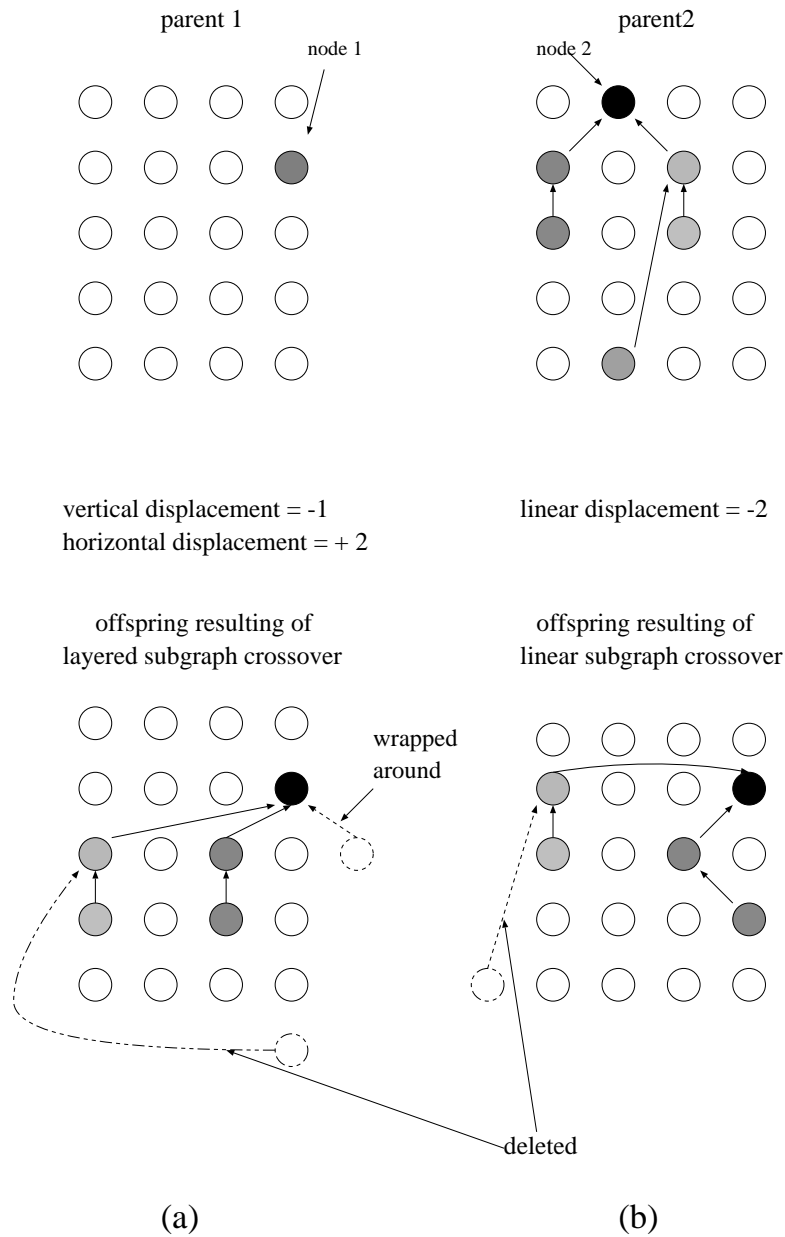 parent 1
parent2
node 1
node 2
vertical displacement = -1
horizontal displacement = + 2
linear displacement = -2
offspring resulting of
layered subgraph crossover
offspring resulting of
linear subgraph crossover
wrapped
around
deleted
(a)
(b)